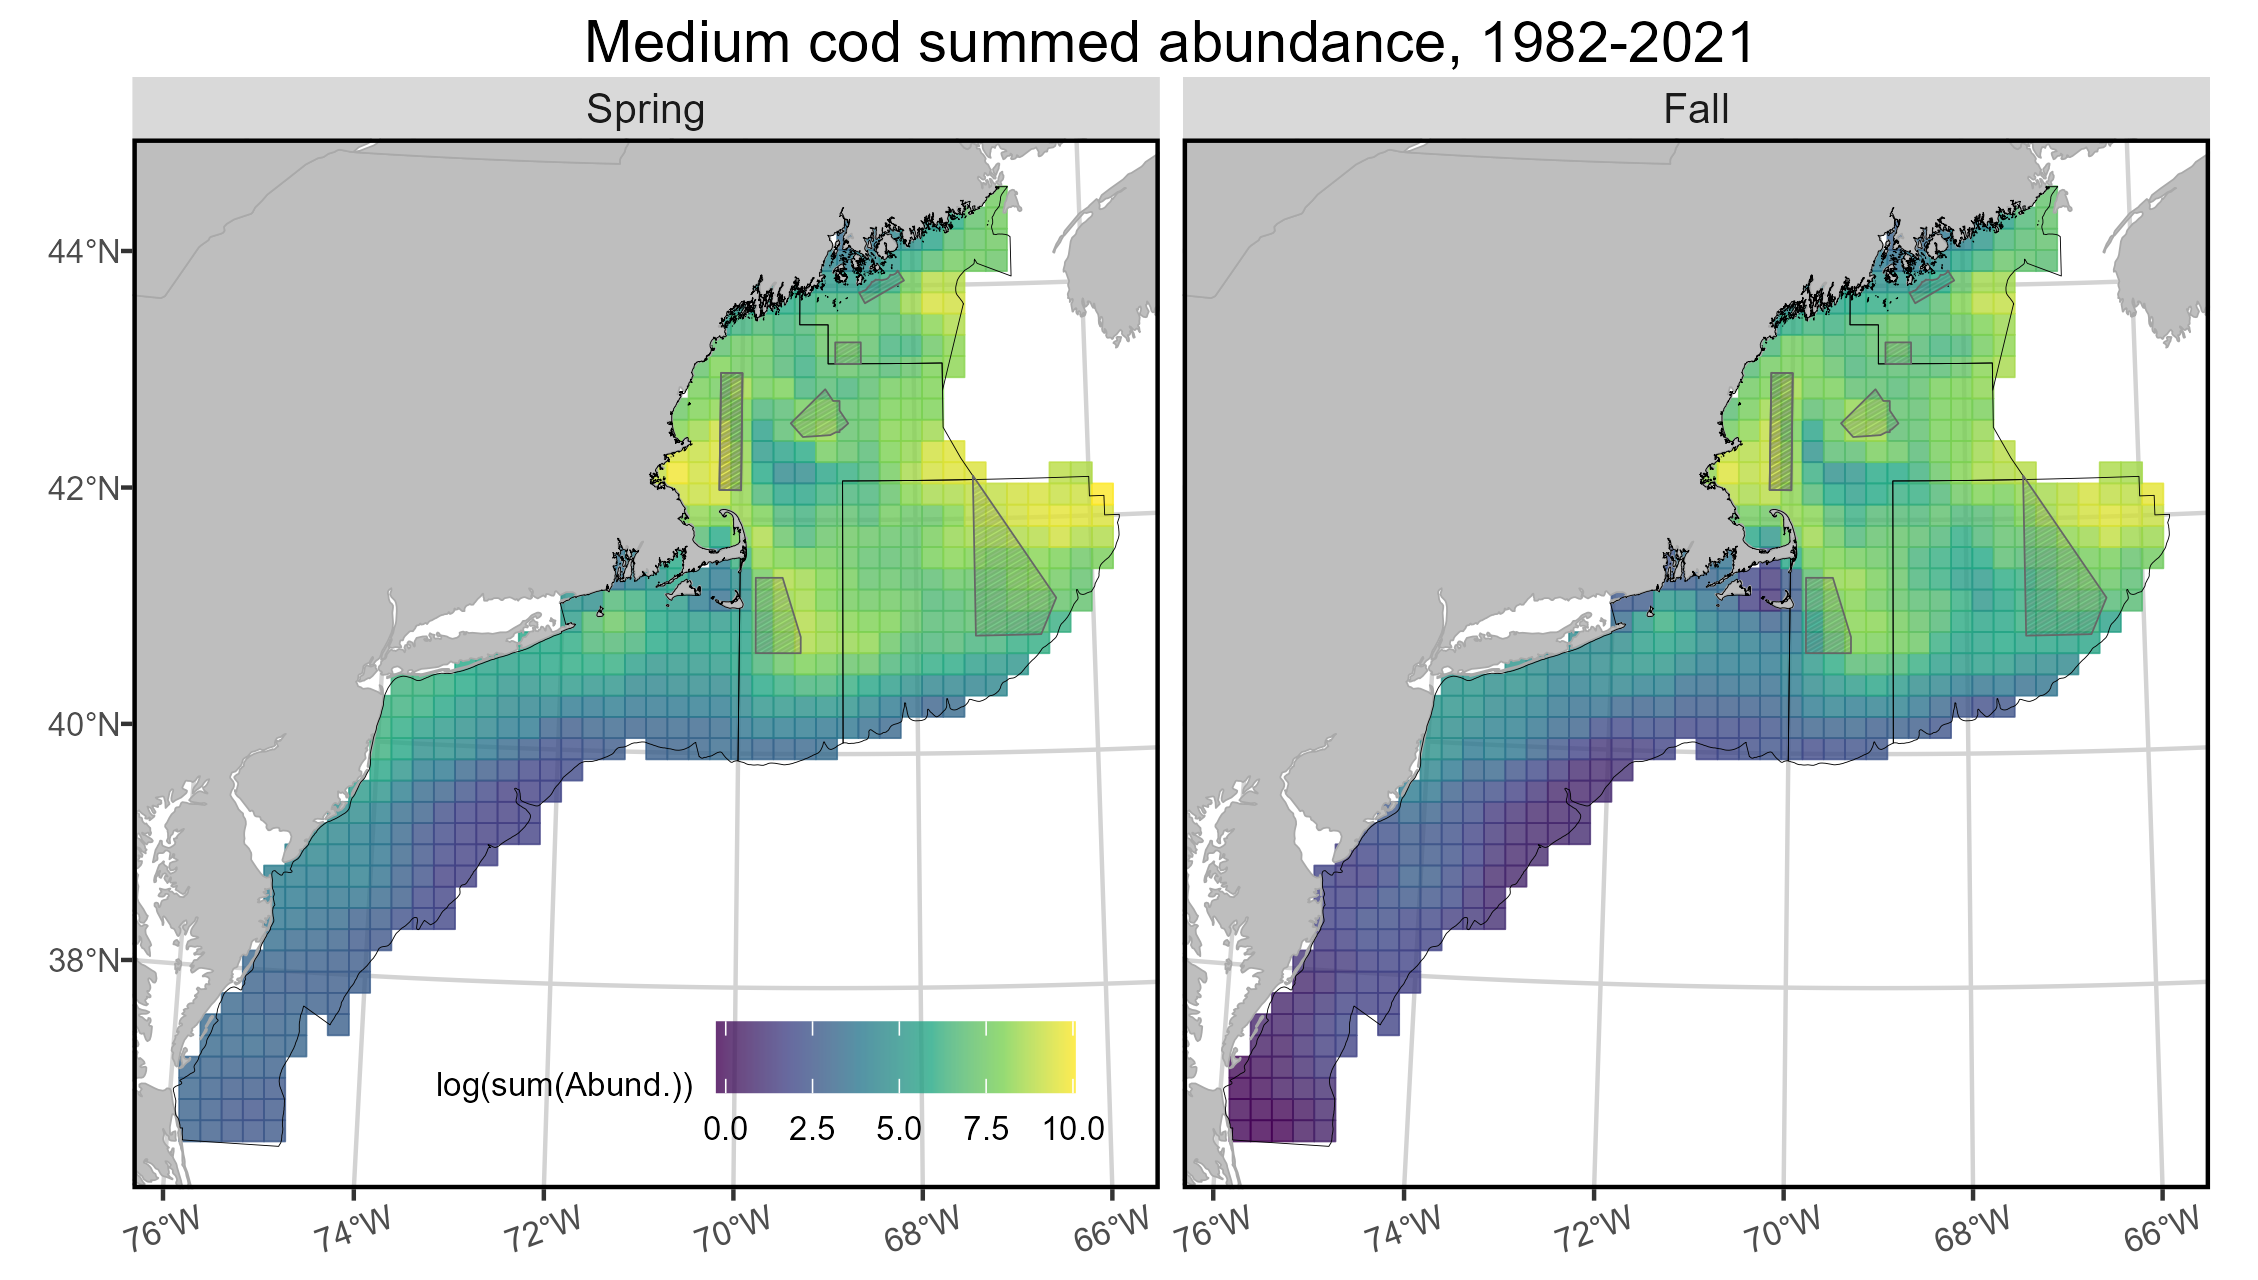 Medium cod summed abundance, 1982-2021
Spring
Fall
44°N
42°N
40°N
38°N
log(sum(Abund.))
0.0 2.5 5.0 7.5 10.0
76°W 74°W 72°W 70°W 68°W 66°W
76°W 74°W 72°W 70°W 68°W 66°W